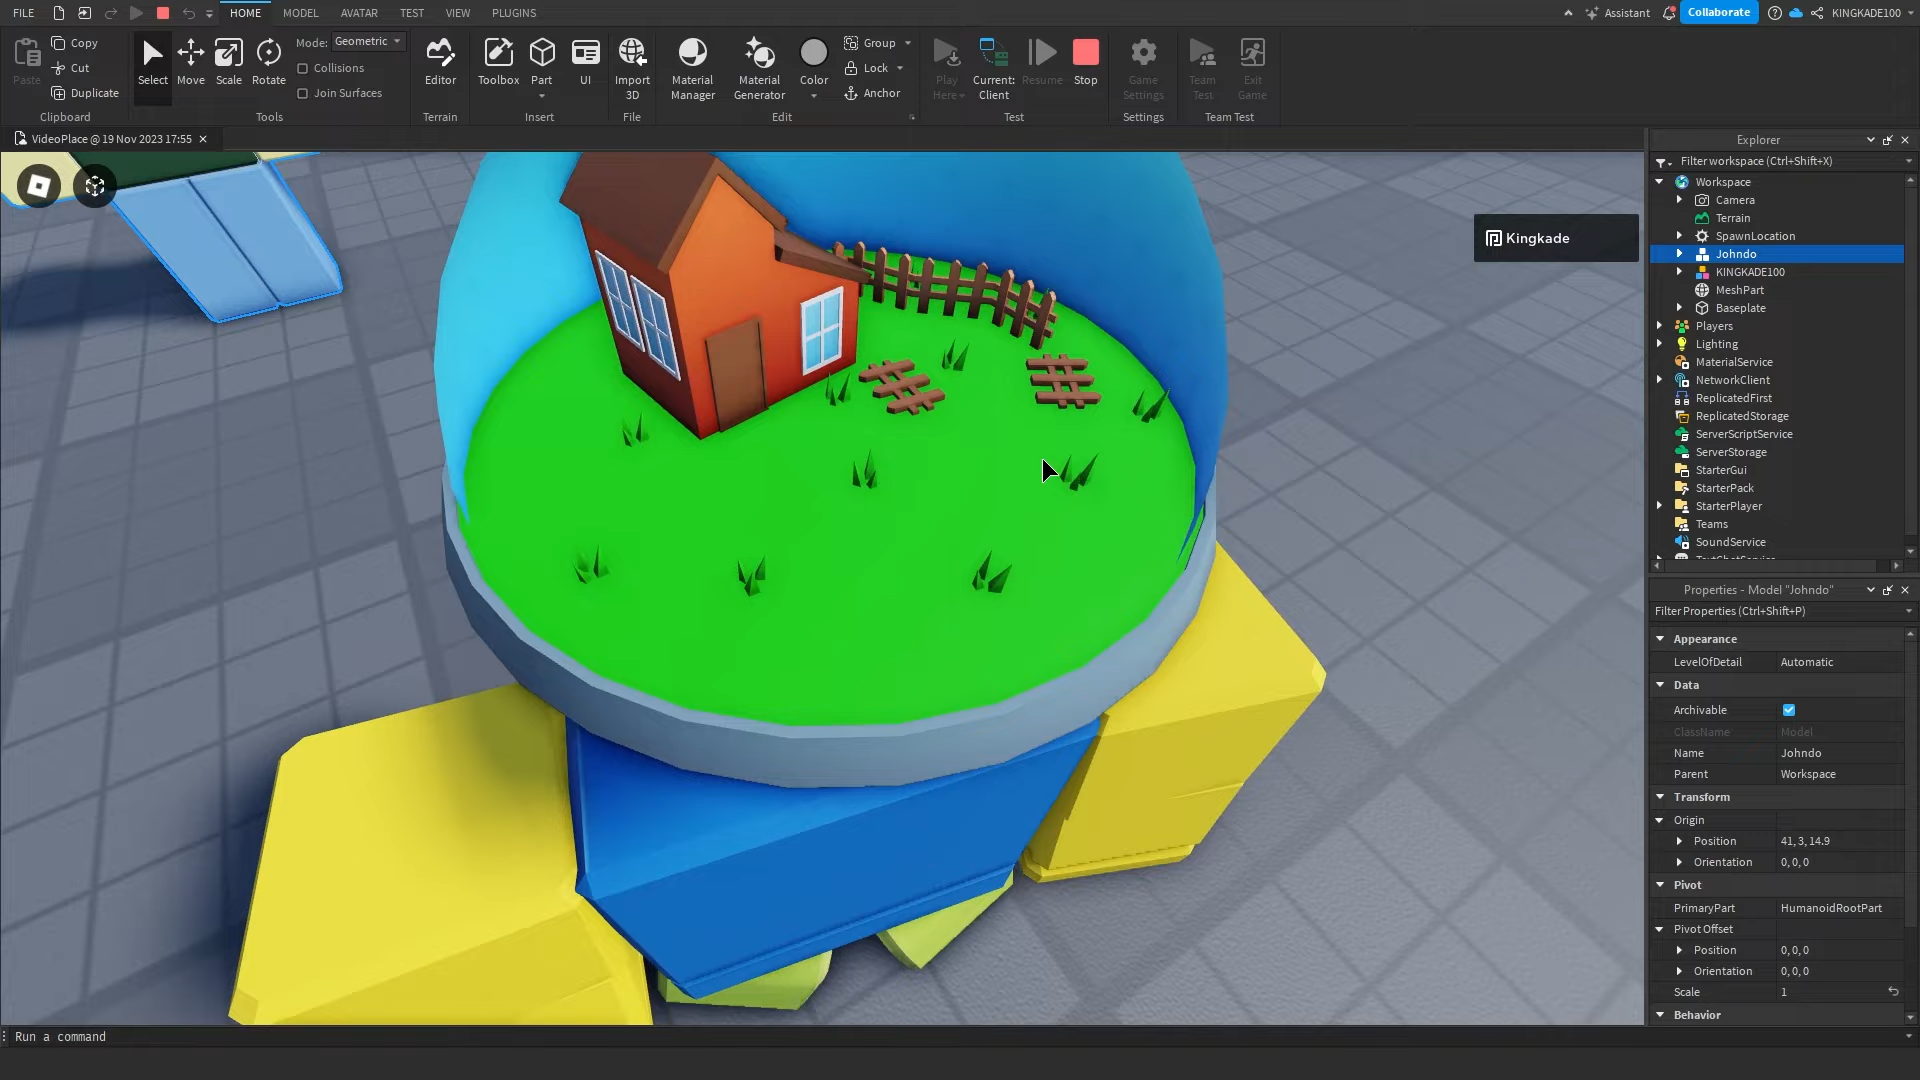 FILE HOME MODEL AVATAR TEST VIEW PLUGINS Assistant Collaborate KINGKADE100
Paste
Copy
Cut
Duplicate
Clipboard
Select Move Scale Rotate
Mode: Geometric
Collisions
Join Surfaces
Tools
Editor
Terrain
Toolbox Part UI
Insert
Import 3D
File
Material Manager
Material Generator
Color
Group
Lock
Anchor
Edit
Play Here
Current: Client
Resume
Stop
Test
Game Settings
Settings
Team Test
Exit Game
Team Test
VideoPlace @ 19 Nov 2023 17:55
Kingkade
Explorer
Filter workspace (Ctrl+Shift+X)
Workspace
Camera
Terrain
SpawnLocation
Johndo
KINGKADE100
MeshPart
Baseplate
Players
Lighting
MaterialService
NetworkClient
ReplicatedFirst
ReplicatedStorage
ServerScriptService
ServerStorage
StarterGui
StarterPack
StarterPlayer
Teams
SoundService
Properties - Model "Johndo"
Filter Properties (Ctrl+Shift+P)
Appearance
LevelOfDetail Automatic
Data
Archivable
ClassName Model
Name Johndo
Parent Workspace
Transform
Origin
Position 41, 3, 14.9
Orientation 0, 0, 0
Pivot
PrimaryPart HumanoidRootPart
Pivot Offset
Position 0, 0, 0
Orientation 0, 0, 0
Scale 1
Behavior
Run a command